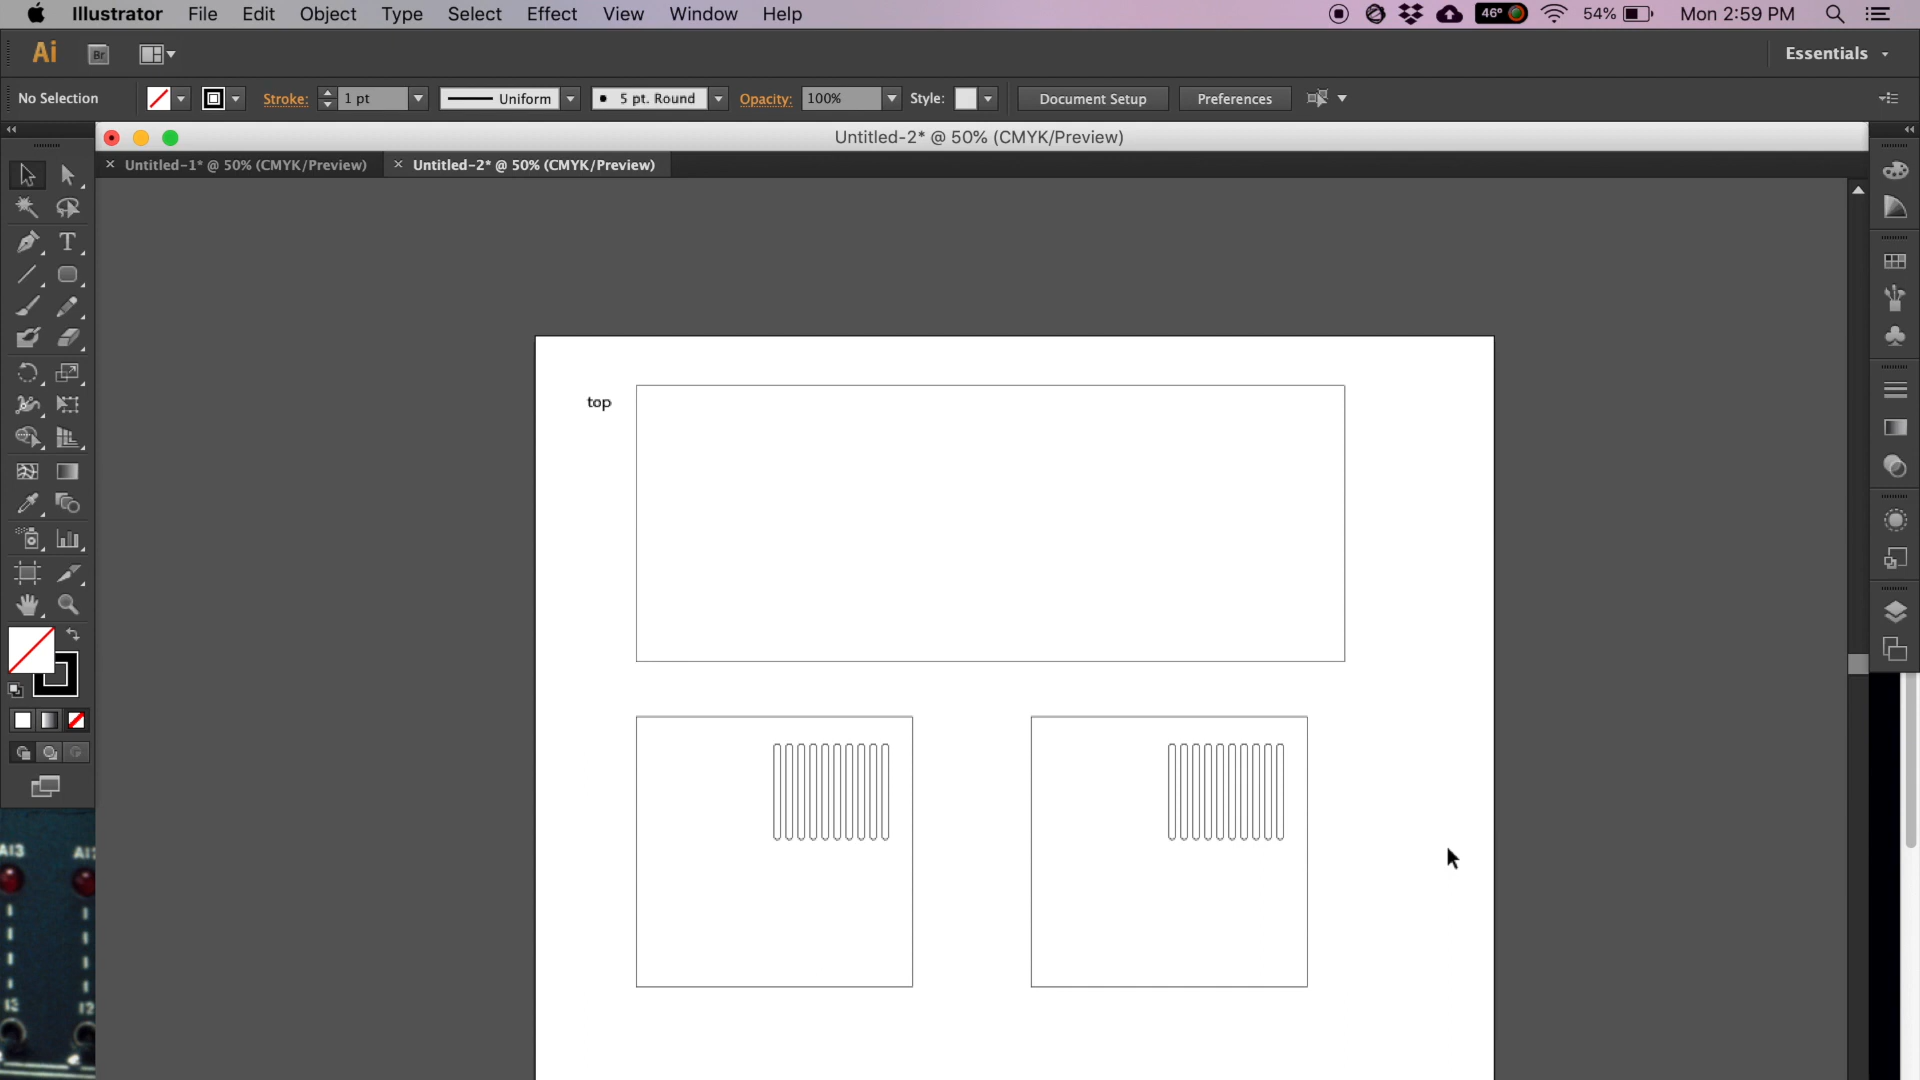 Illustrator File Edit Object Type Select Effect View Window Help 46° 54% Mon 2:59 PM
Ai Br Essentials
No Selection Stroke: 1 pt Uniform 5 pt. Round Opacity: 100% Style: Document Setup Preferences
Untitled-2* @ 50% (CMYK/Preview)
Untitled-1* @ 50% (CMYK/Preview) Untitled-2* @ 50% (CMYK/Preview)
T
top
A13